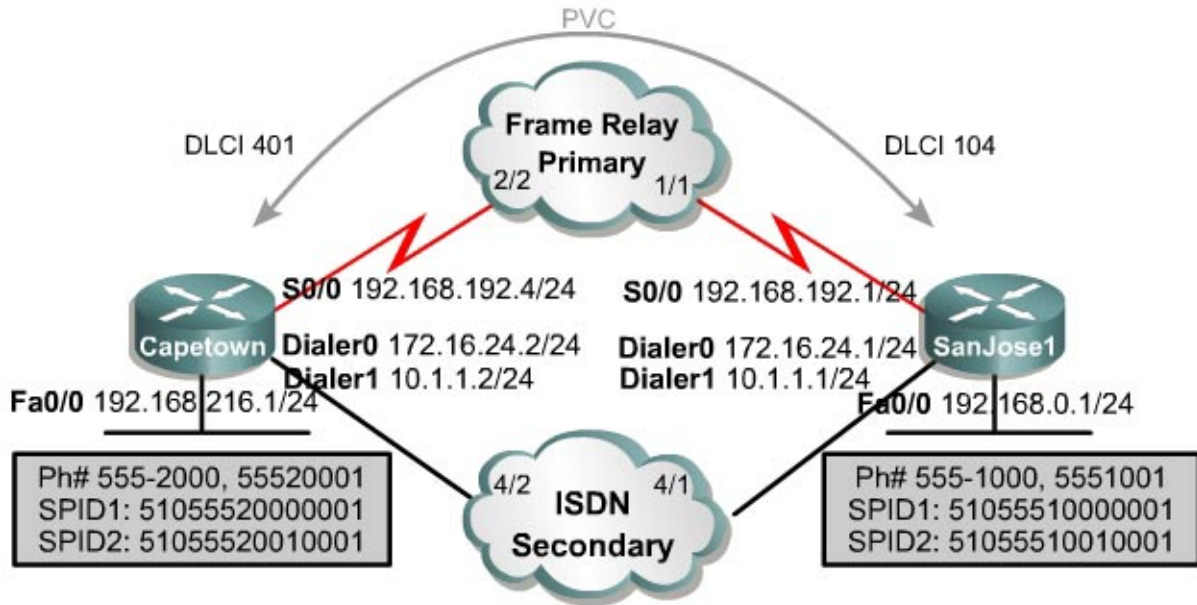 PVC
DLCI 401
DLCI 104
Frame Relay
Primary
2/2
1/1
S0/0 192.168.192.4/24
S0/0 192.168.192.1/24
Capetown
Dialer0 172.16.24.2/24
Dialer1 10.1.1.2/24
Dialer0 172.16.24.1/24
Dialer1 10.1.1.1/24
SanJose1
Fa0/0 192.168.216.1/24
Fa0/0 192.168.0.1/24
Ph# 555-2000, 55520001
SPID1: 51055520000001
SPID2: 51055520010001
4/2
4/1
ISDN
Secondary
Ph# 555-1000, 5551001
SPID1: 51055510000001
SPID2: 51055510010001